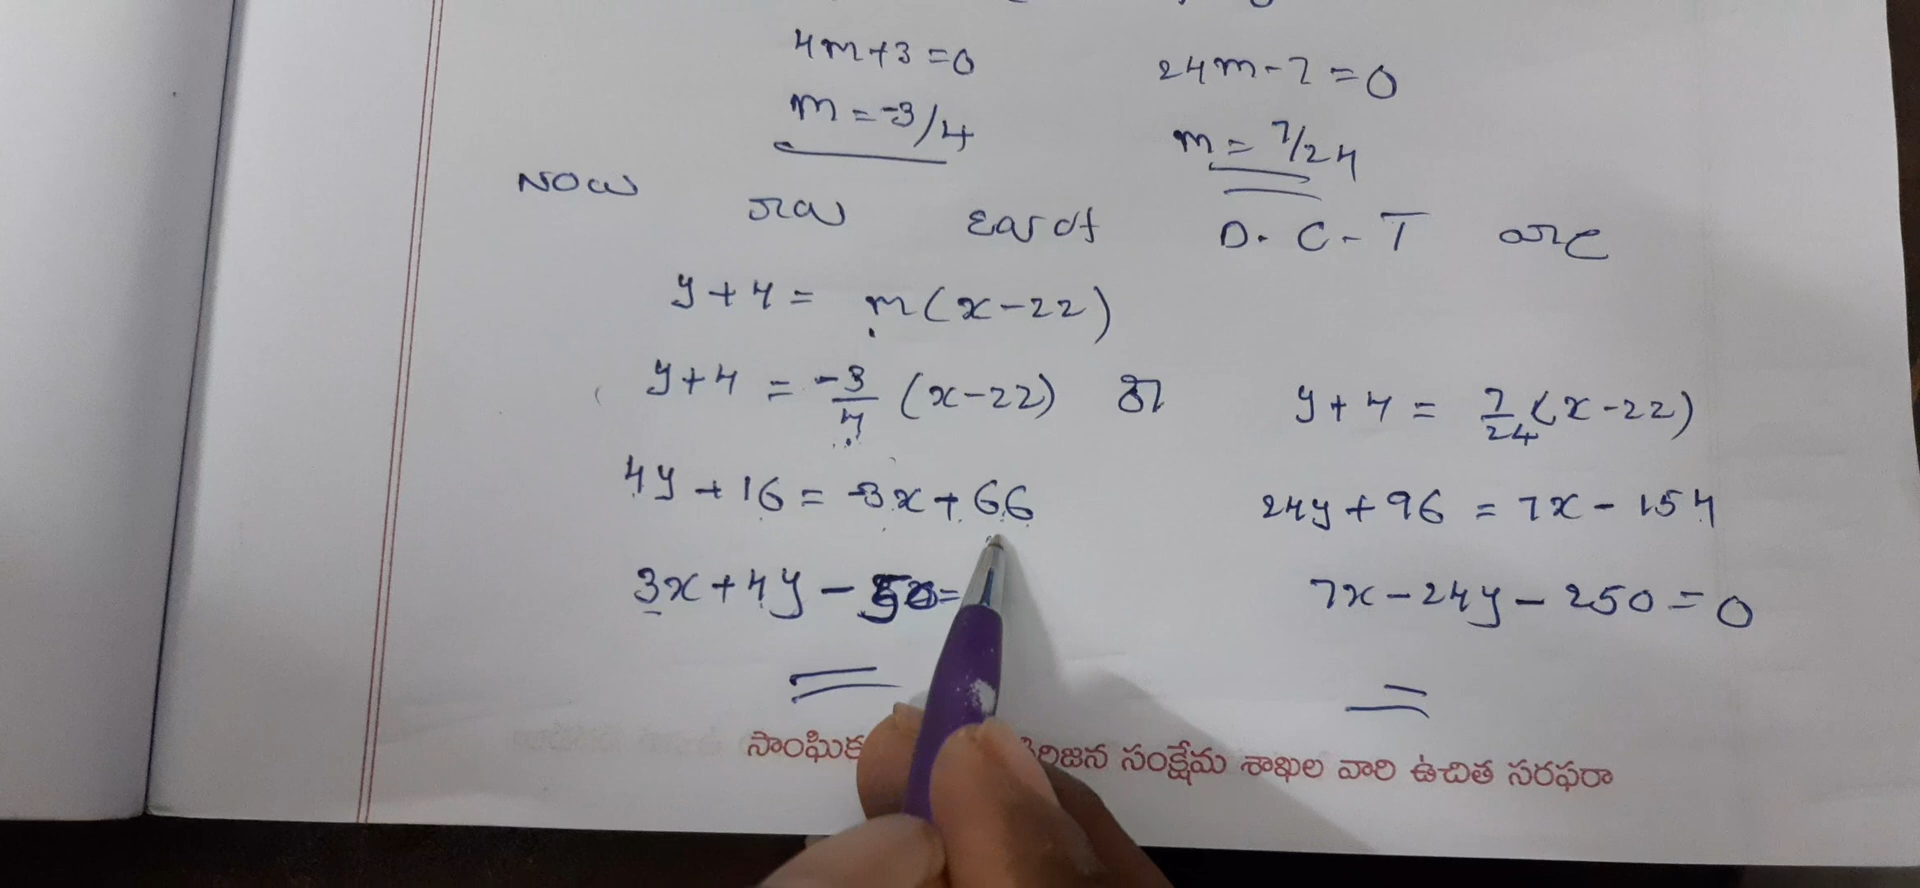 4m+3=0 24m-7=0
m=-3/4 m=7/24
NOW the Eqs of D.C.T are
y+4= m(x-22)
y+4 = -3/4 (x-22) or y+4 = 7/24 (x-22)
4y+16=-3x+66 24y+96 = 7x-154
3x+4y-50= 7x-24y-250=0
సాంఘిక రిజన సంక్షేమ శాఖల వారి ఉచిత సరఫరా